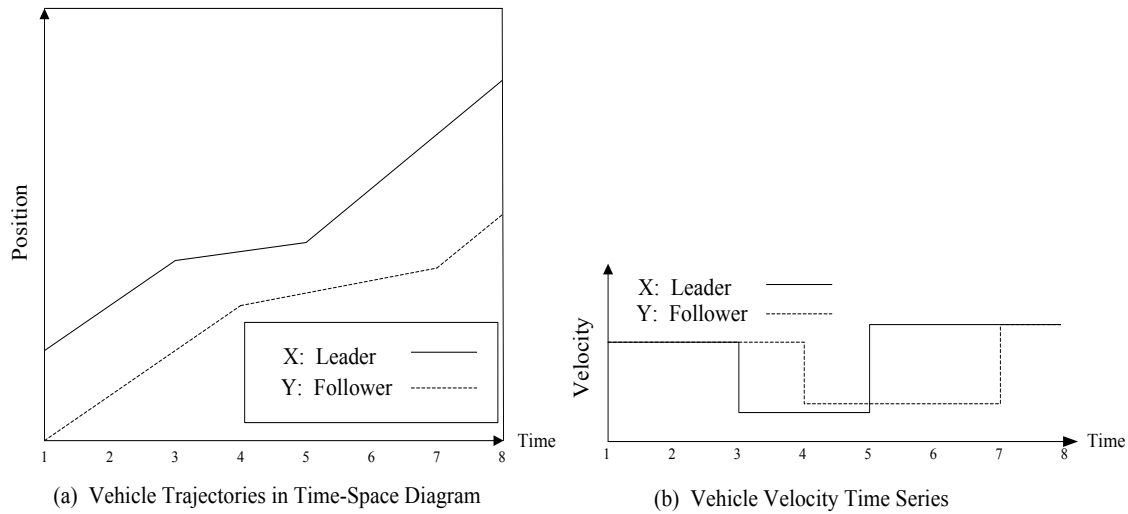 Position
X: Leader
Y: Follower
Time
1 2 3 4 5 6 7 8
(a) Vehicle Trajectories in Time-Space Diagram
Velocity
X: Leader
Y: Follower
Time
1 2 3 4 5 6 7 8
(b) Vehicle Velocity Time Series